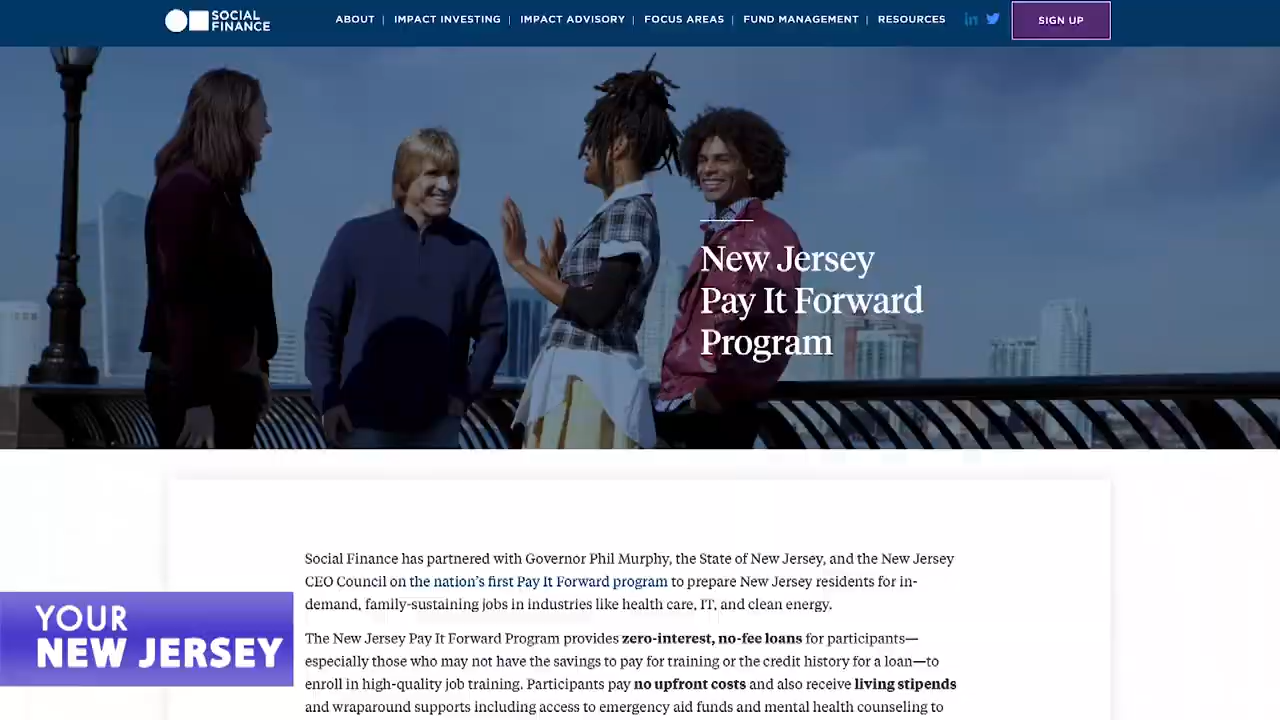 SOCIAL
FINANCE
ABOUT | IMPACT INVESTING | IMPACT ADVISORY | FOCUS AREAS | FUND MANAGEMENT | RESOURCES
in
SIGN UP
New Jersey
Pay It Forward
Program
Social Finance has partnered with Governor Phil Murphy, the State of New Jersey, and the New Jersey
CEO Council on the nation's first Pay It Forward program to prepare New Jersey residents for in-
demand, family-sustaining jobs in industries like health care, IT, and clean energy.
The New Jersey Pay It Forward Program provides zero-interest, no-fee loans for participants—
especially those who may not have the savings to pay for training or the credit history for a loan—to
enroll in high-quality job training. Participants pay no upfront costs and also receive living stipends
and wraparound supports including access to emergency aid funds and mental health counseling to
YOUR
NEW JERSEY